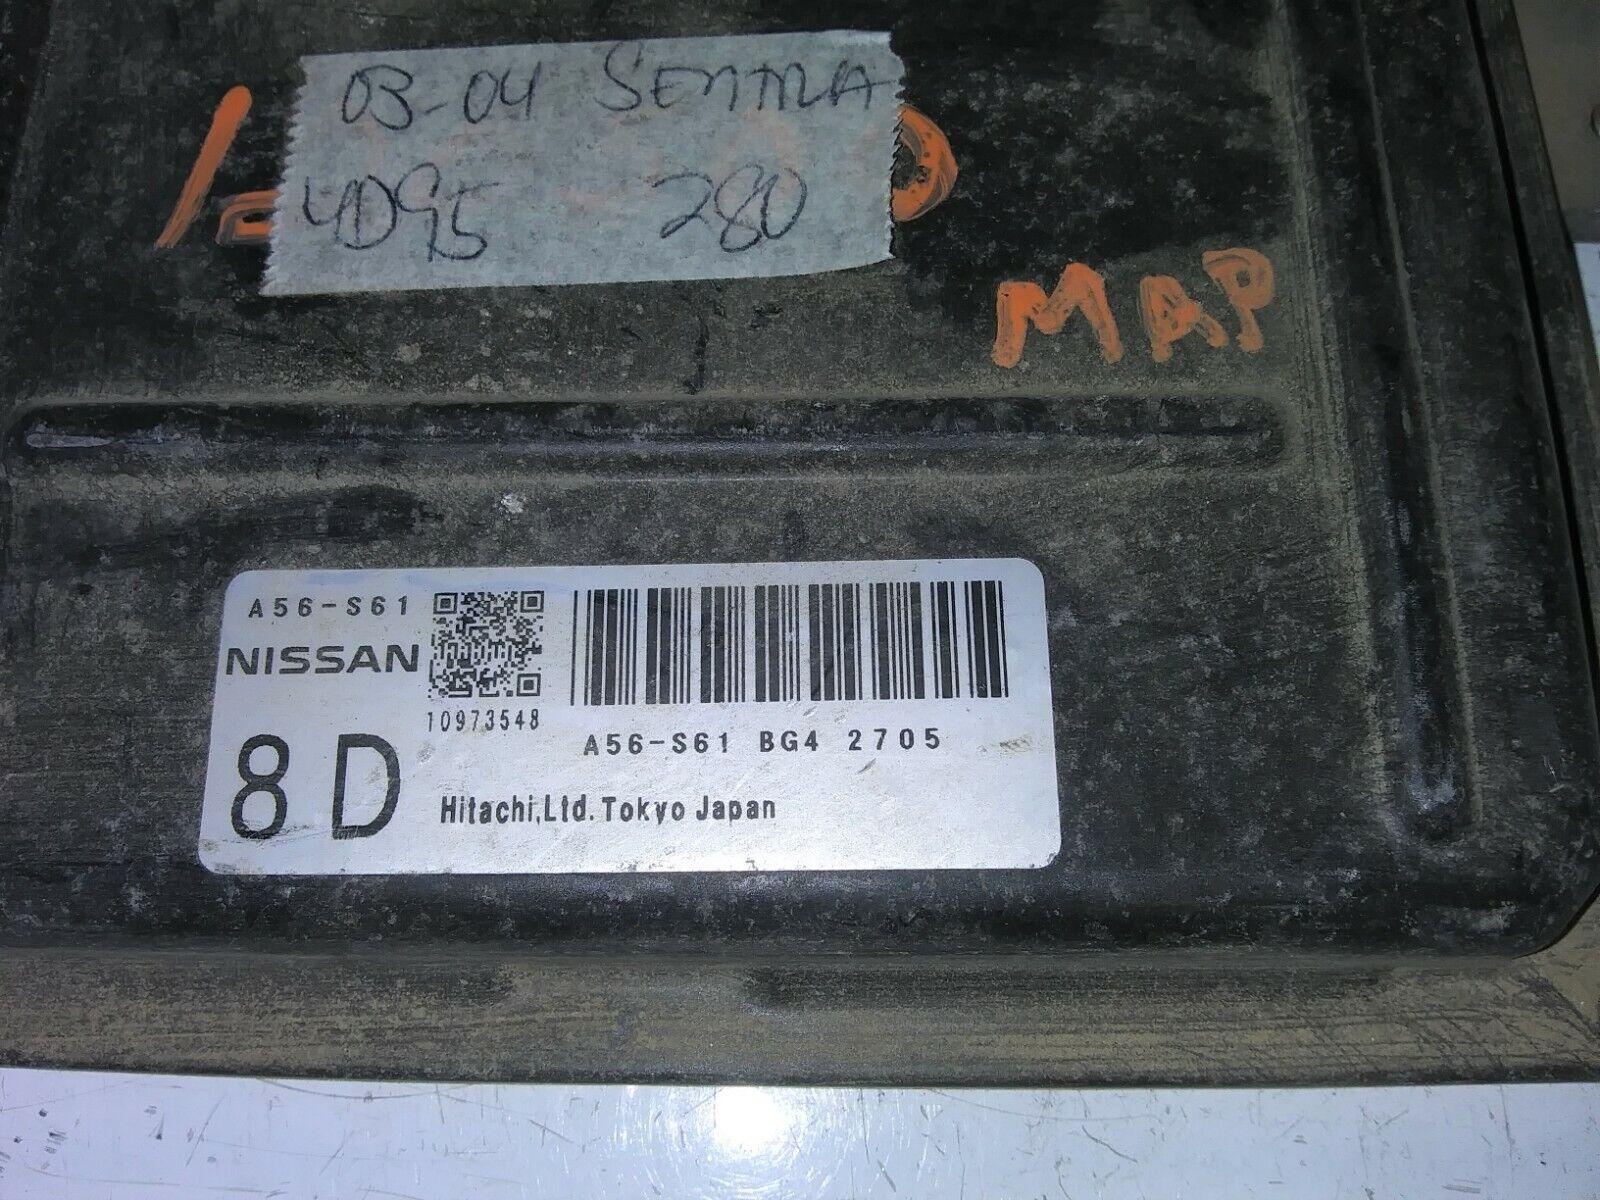 03-04 SENTRA
4D95 280
MAP
A56-S61
NISSAN
10973548
A56-S61 BG4 2705
8D
Hitachi,Ltd. Tokyo Japan